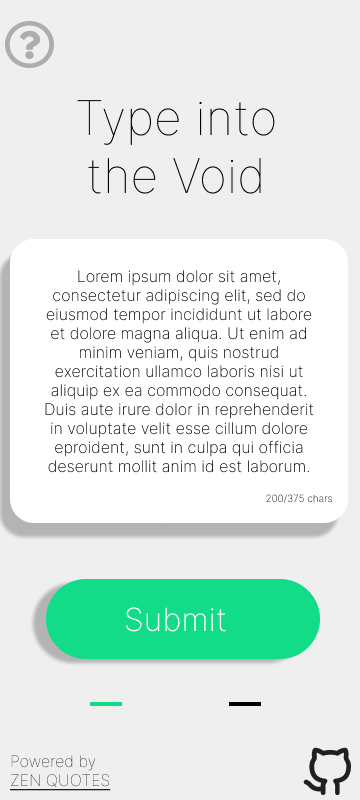 ?
Type into
the Void
Lorem ipsum dolor sit amet,
consectetur adipiscing elit, sed do
eiusmod tempor incididunt ut labore
et dolore magna aliqua. Ut enim ad
minim veniam, quis nostrud
exercitation ullamco laboris nisi ut
aliquip ex ea commodo consequat.
Duis aute irure dolor in reprehenderit
in voluptate velit esse cillum dolore
eproident, sunt in culpa qui officia
deserunt mollit anim id est laborum.
200/375 chars
Submit
Powered by
ZEN QUOTES